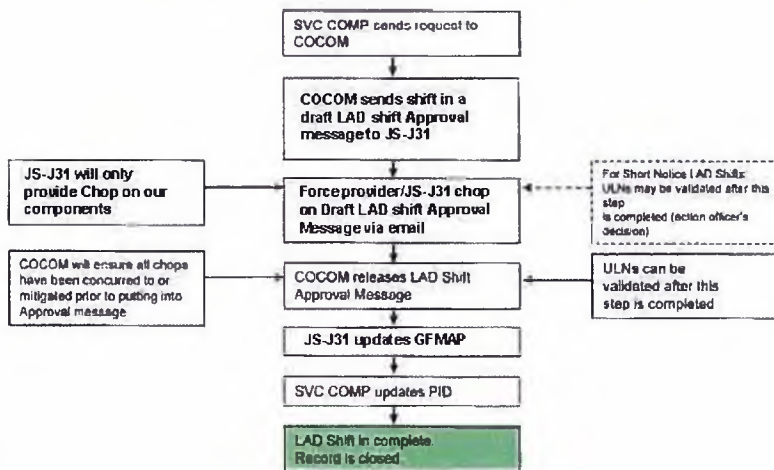 SVC COMP sends request to
COCOM
COCOM sends shift in a
draft LAD shift Approval
message to JS-J31
JS-J31 will only
provide Chop on our
components
Force provider/JS-J31 chop
on Draft LAD shift Approval
Message via email
For Short Notice LAD Shifts
ULNs may be validated after this
step
is completed (action officer's
decision)
COCOM will ensure all chops
have been concurred to or
mitigated prior to putting into
Approval message
COCOM releases LAD Shift
Approval Message
ULNs can be
validated after this
step is completed
JS-J31 updates GFMAP
SVC COMP updates PID
LAD Shift in complete.
Record is closed